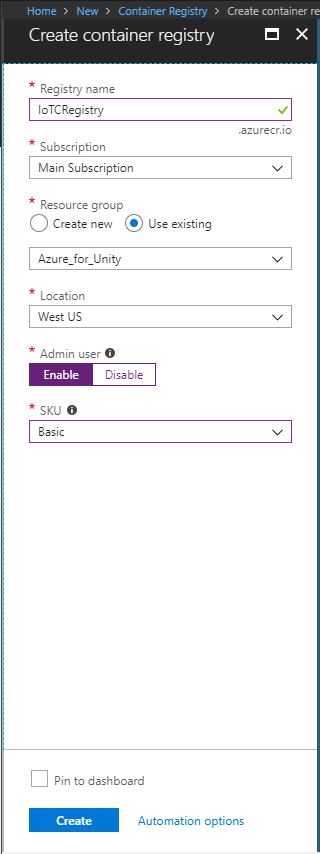 Home > New > Container Registry > Create container re
Create container registry
* Registry name
IoTCRegistry
.azurecr.io
* Subscription
Main Subscription
* Resource group
Create new Use existing
Azure_for_Unity
* Location
West US
* Admin user
Enable Disable
* SKU
Basic
Pin to dashboard
Create Automation options